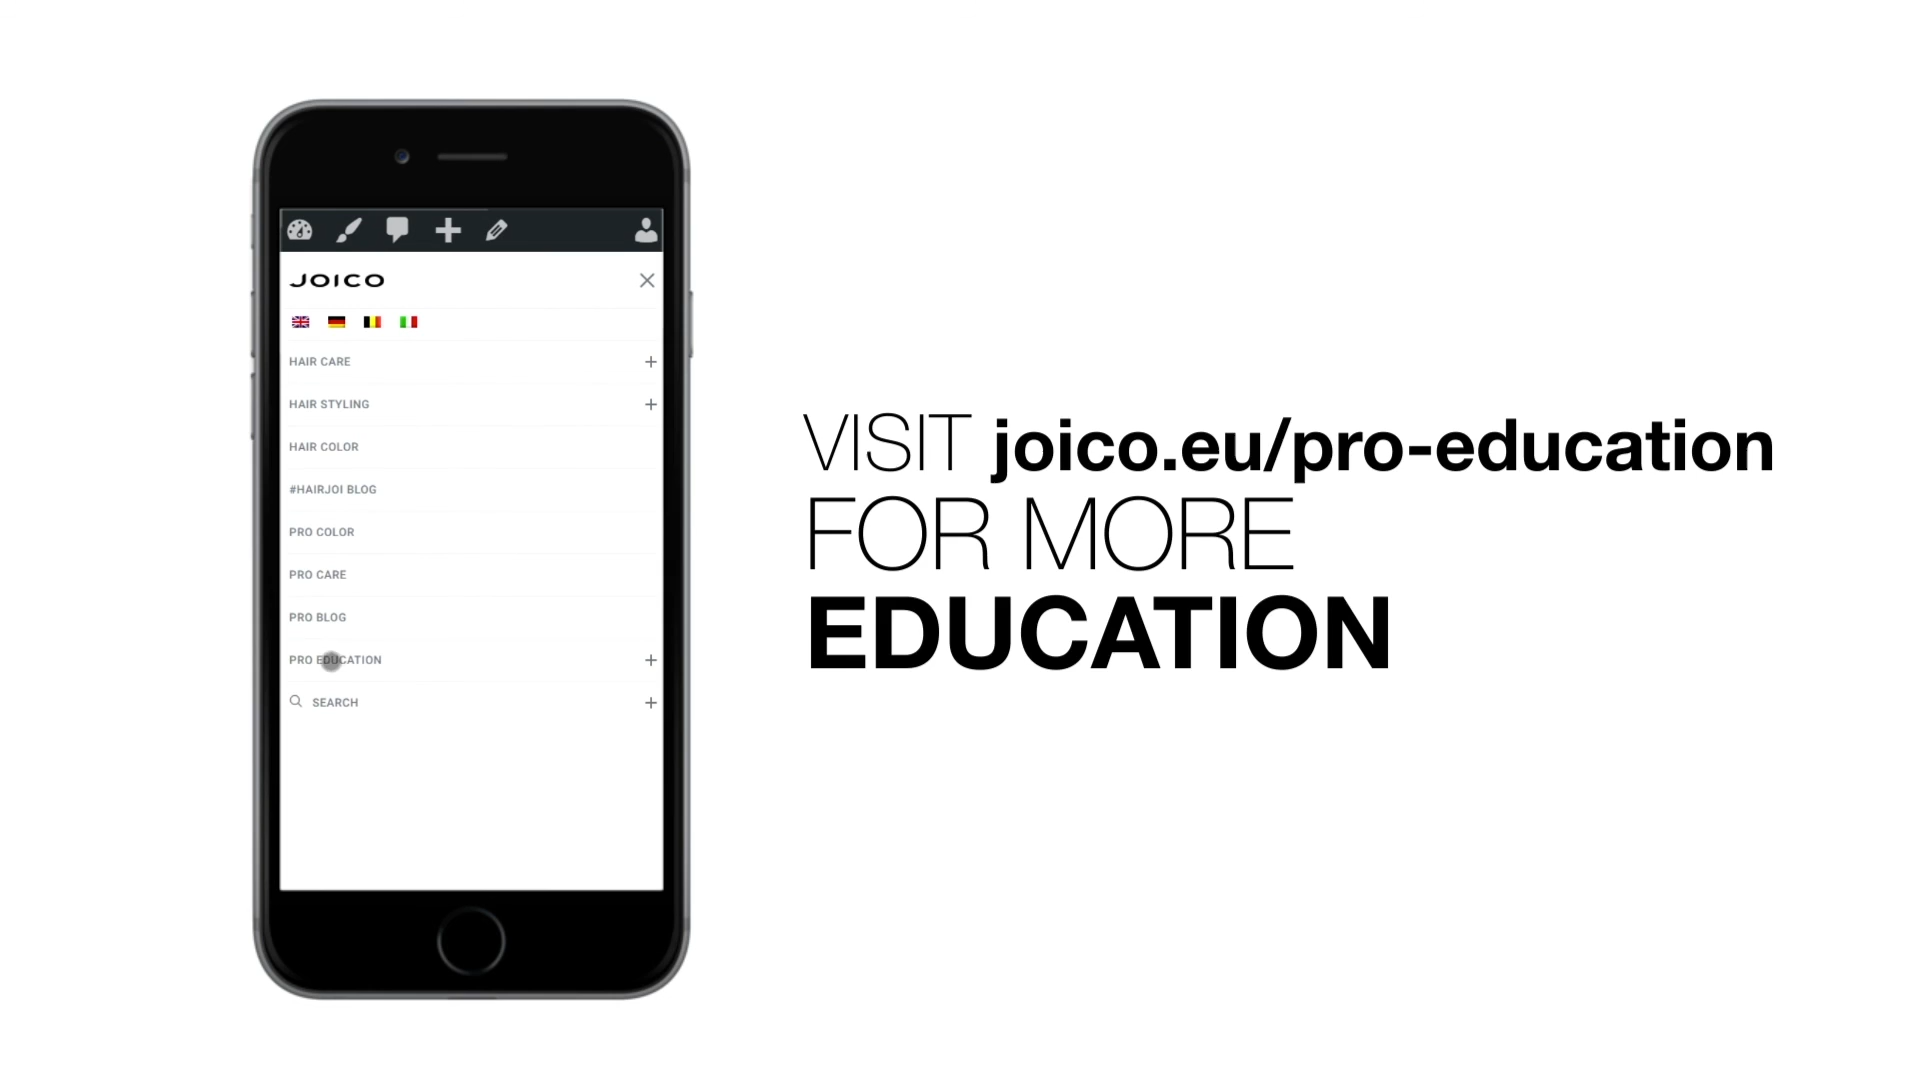 JOICO
HAIR CARE
HAIR STYLING
HAIR COLOR
#HAIRJOI BLOG
PRO COLOR
PRO CARE
PRO BLOG
PRO EDUCATION
SEARCH
VISIT joico.eu/pro-education
FOR MORE
EDUCATION